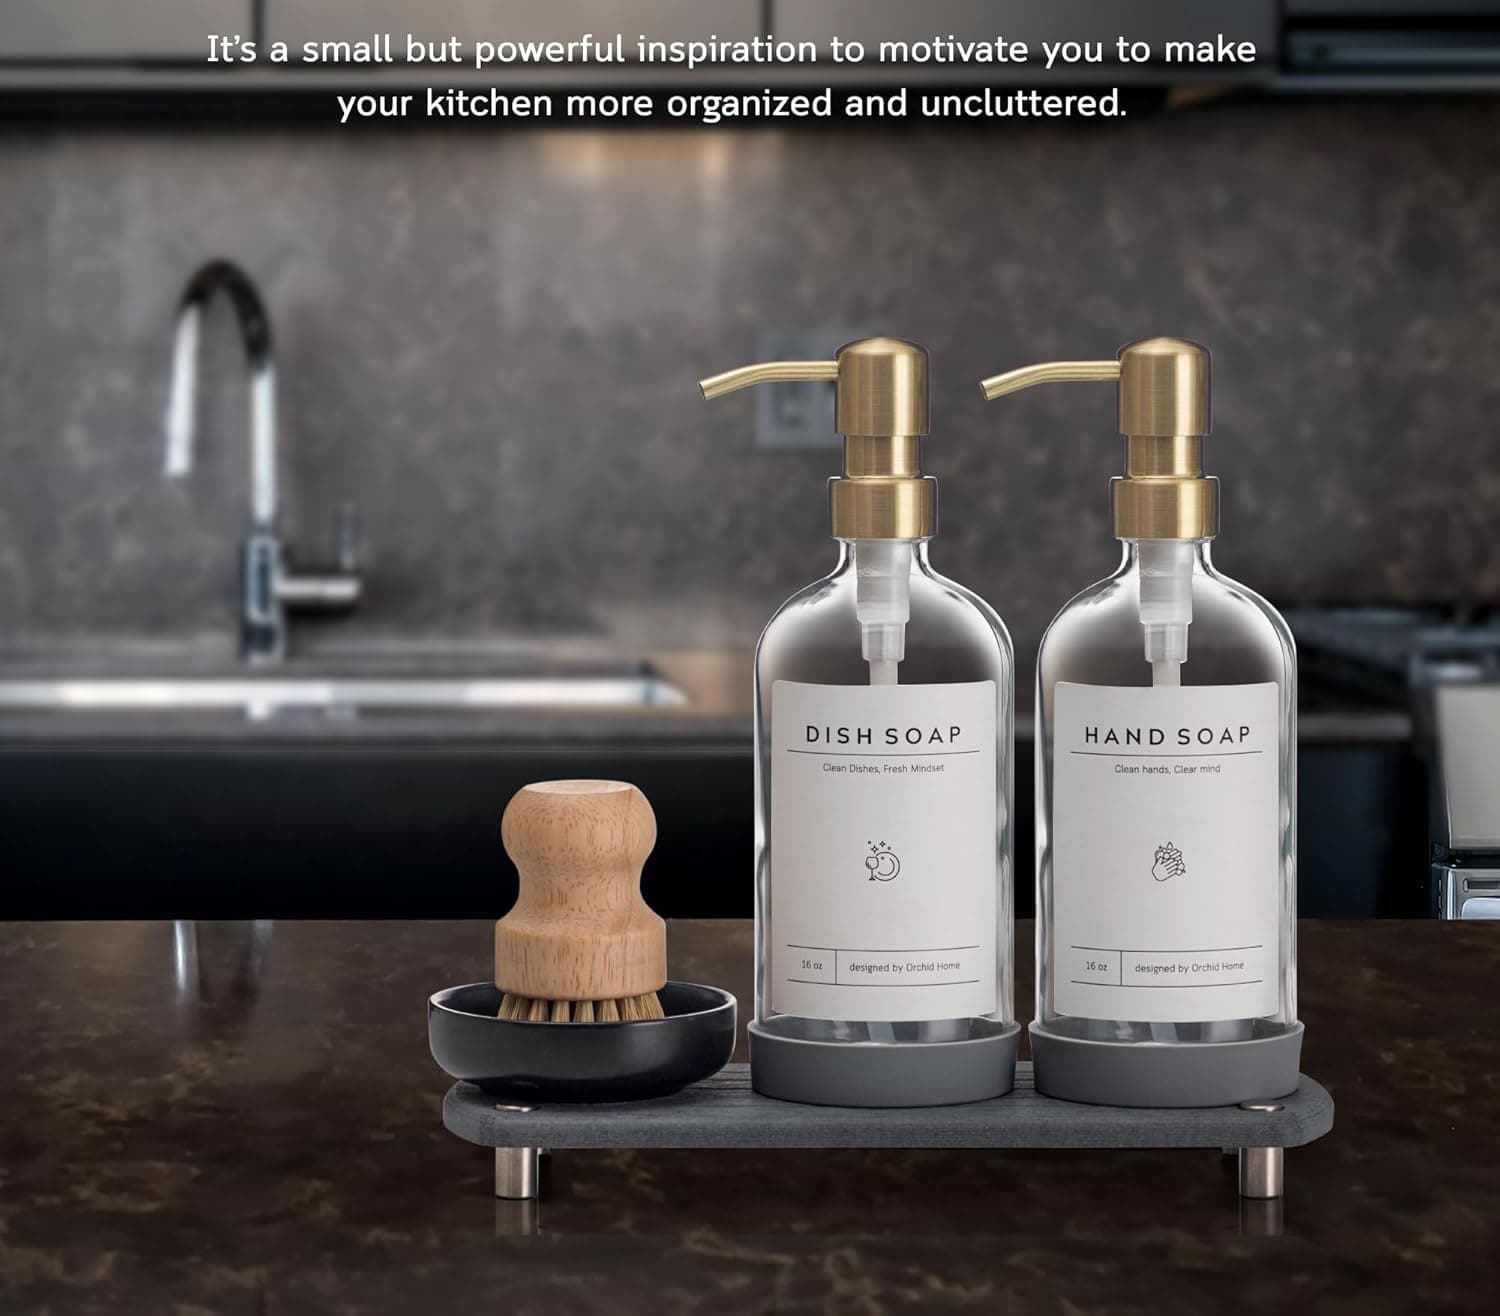 It's a small but powerful inspiration to motivate you to make
your kitchen more organized and uncluttered.
DISH SOAP
Clean Dishes, Fresh Mindset
16 oz
designed by Orchid Home
HAND SOAP
Clean hands, Clear mind
16 oz
designed by Orchid Home